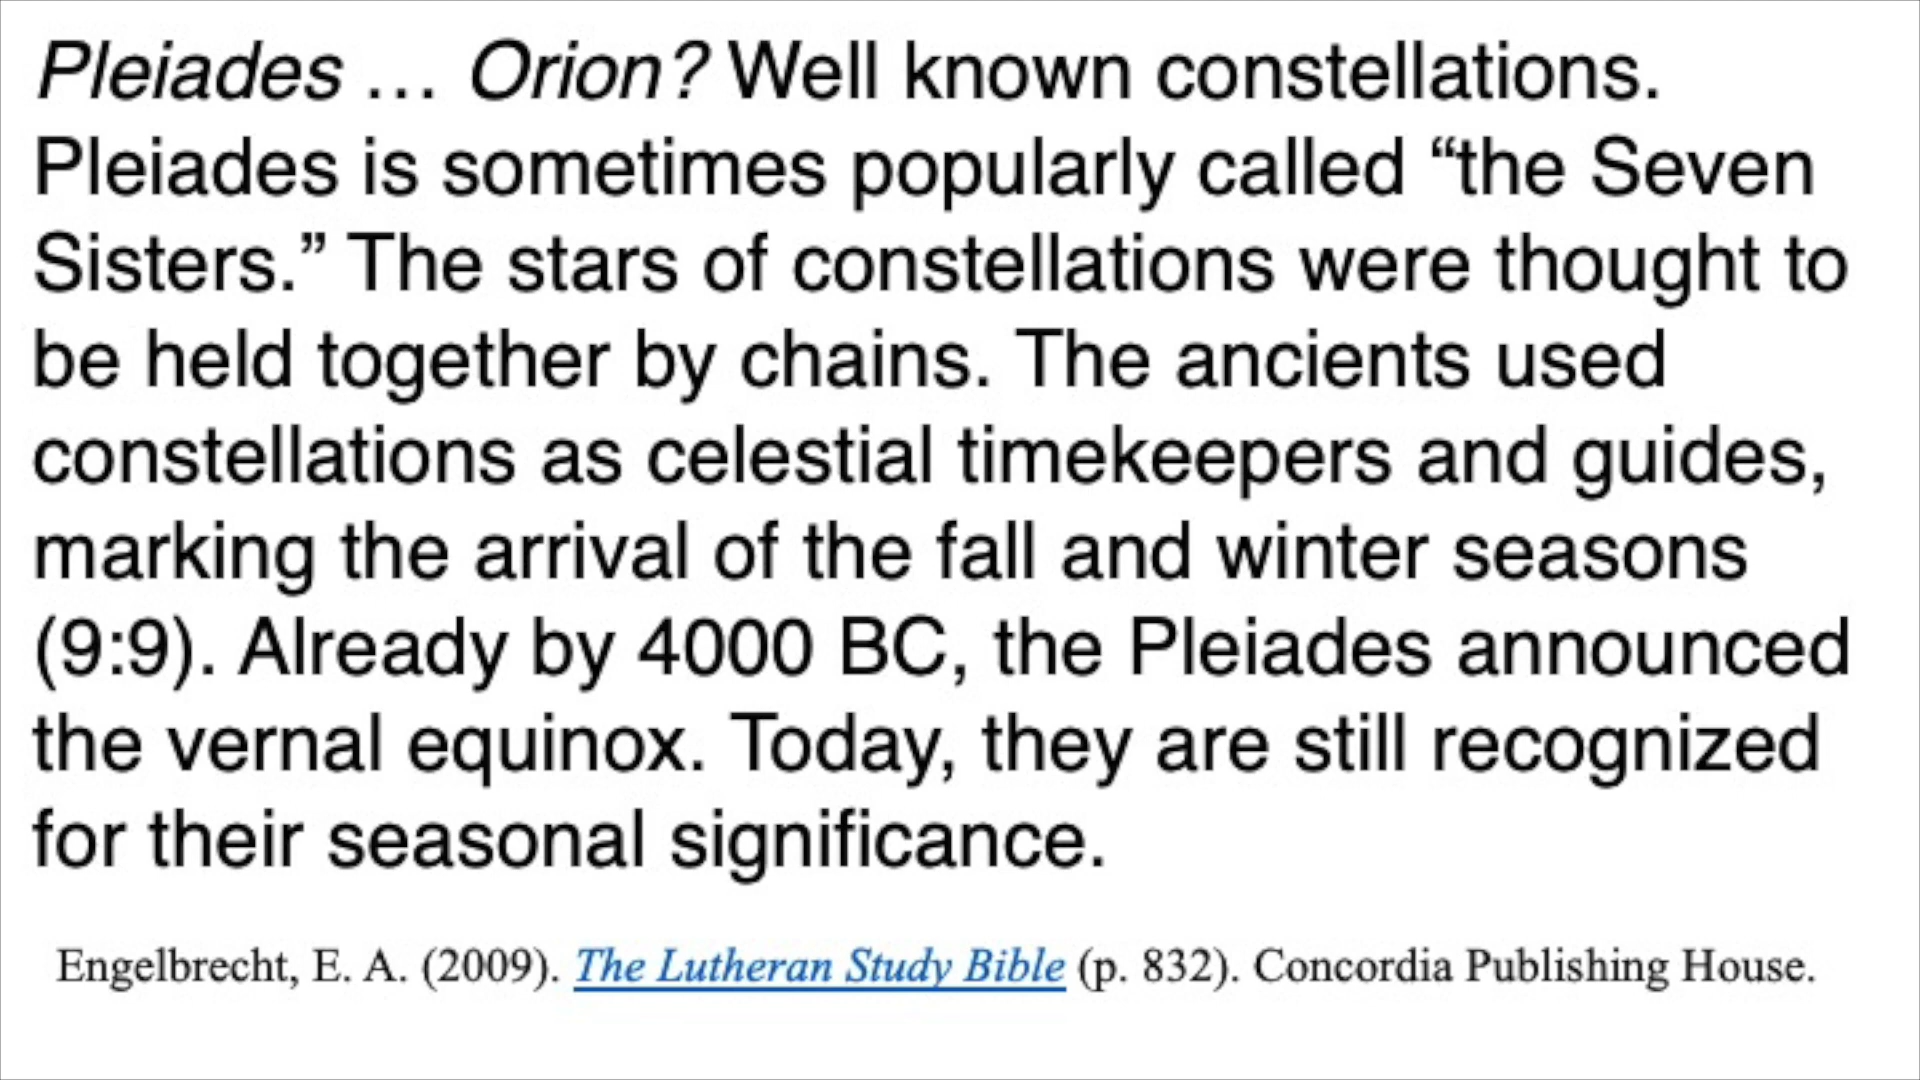 Pleiades … Orion? Well known constellations.
Pleiades is sometimes popularly called “the Seven
Sisters.” The stars of constellations were thought to
be held together by chains. The ancients used
constellations as celestial timekeepers and guides,
marking the arrival of the fall and winter seasons
(9:9). Already by 4000 BC, the Pleiades announced
the vernal equinox. Today, they are still recognized
for their seasonal significance.
Engelbrecht, E. A. (2009). The Lutheran Study Bible (p. 832). Concordia Publishing House.